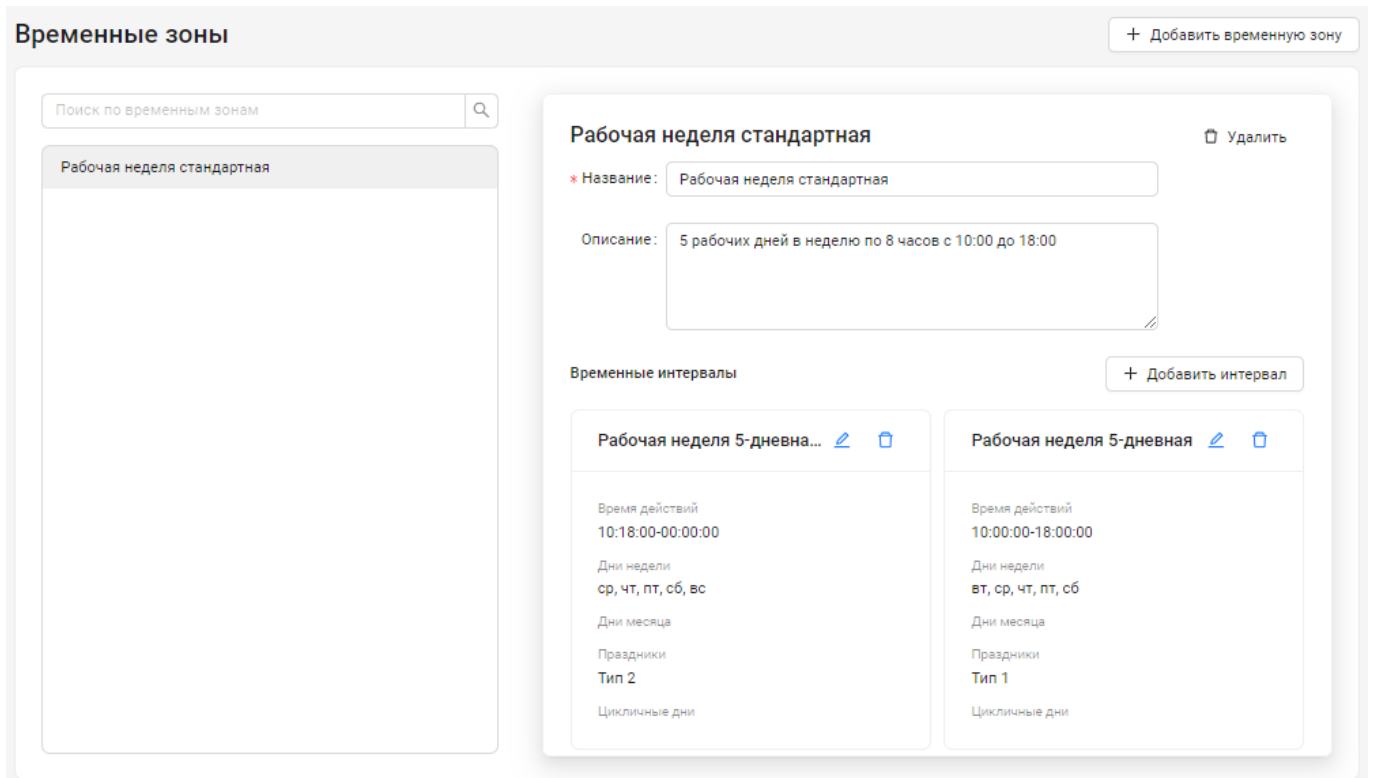 Временные зоны
+ Добавить временную зону
Поиск по временным зонам
Рабочая неделя стандартная
Рабочая неделя стандартная
Удалить
* Название: Рабочая неделя стандартная
Описание: 5 рабочих дней в неделю по 8 часов с 10:00 до 18:00
Временные интервалы
+ Добавить интервал
Рабочая неделя 5-дневна...
Время действий
10:18:00-00:00:00
Дни недели
ср, чт, пт, сб, вс
Дни месяца
Праздники
Тип 2
Цикличные дни
Рабочая неделя 5-дневная
Время действий
10:00:00-18:00:00
Дни недели
вт, ср, чт, пт, сб
Дни месяца
Праздники
Тип 1
Цикличные дни